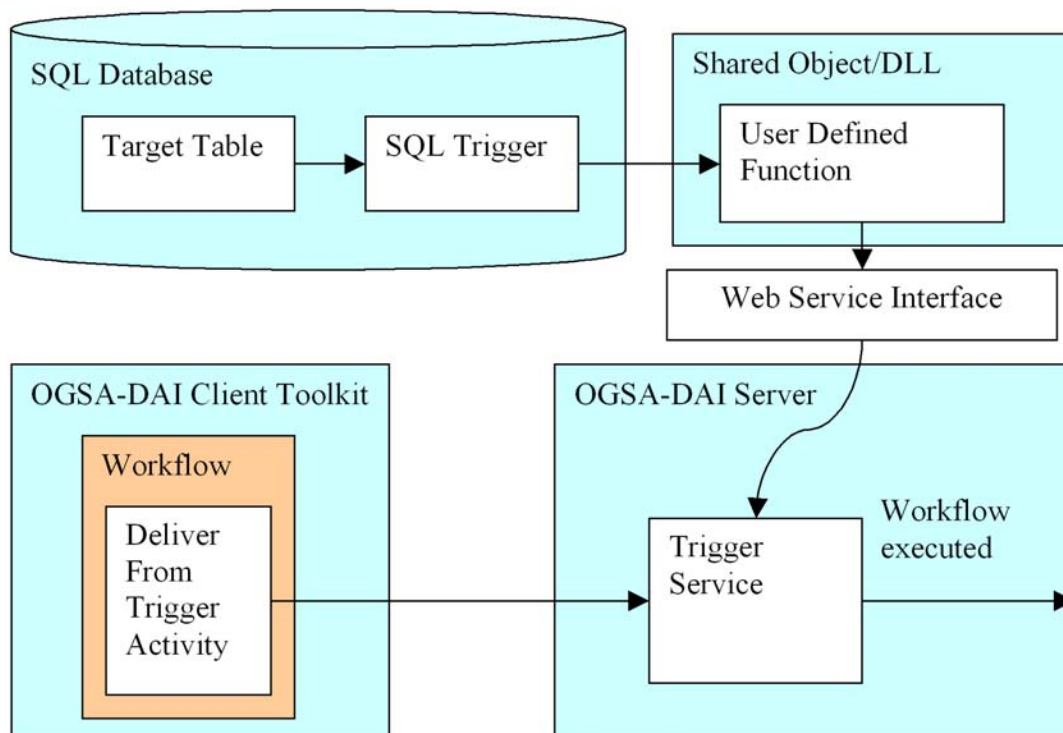 SQL Database
Target Table
SQL Trigger
Shared Object/DLL
User Defined
Function
Web Service Interface
OGSA-DAI Client Toolkit
Workflow
Deliver
From
Trigger
Activity
OGSA-DAI Server
Trigger
Service
Workflow
executed